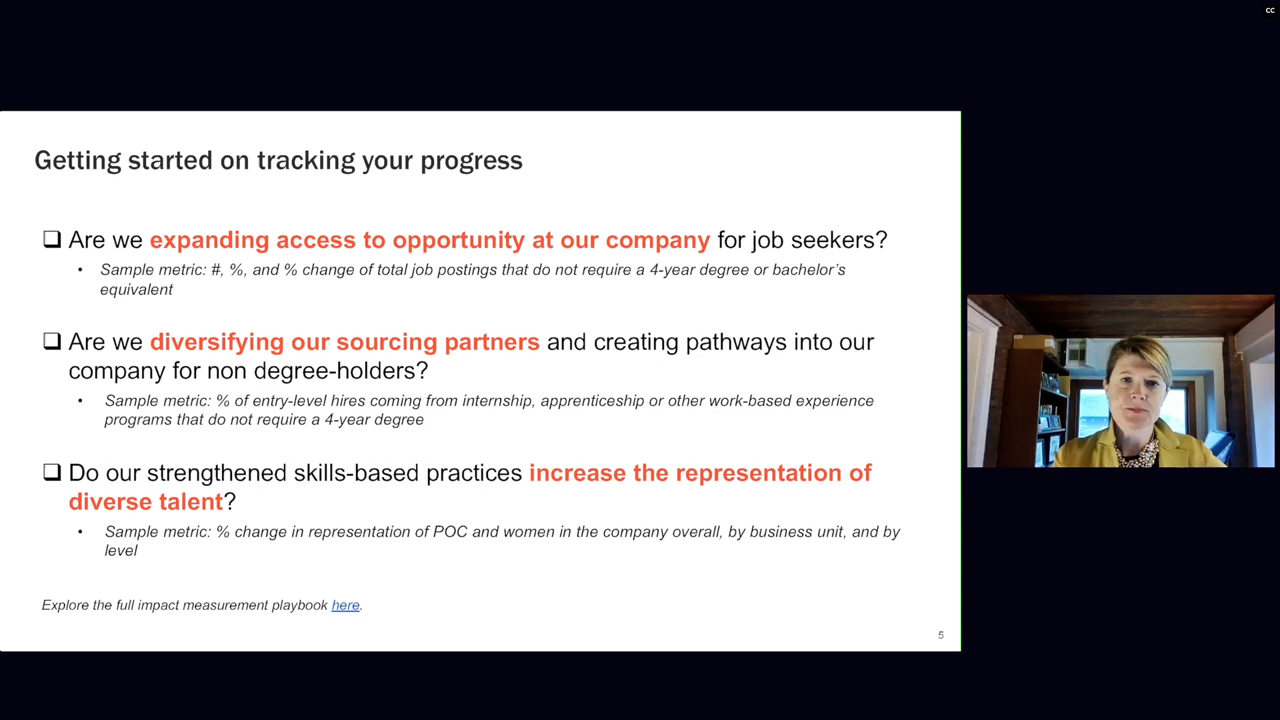 CC
Getting started on tracking your progress
Are we expanding access to opportunity at our company for job seekers?
• Sample metric: #, %, and % change of total job postings that do not require a 4-year degree or bachelor's
equivalent
Are we diversifying our sourcing partners and creating pathways into our
company for non degree-holders?
• Sample metric: % of entry-level hires coming from internship, apprenticeship or other work-based experience
programs that do not require a 4-year degree
Do our strengthened skills-based practices increase the representation of
diverse talent?
• Sample metric: % change in representation of POC and women in the company overall, by business unit, and by
level
Explore the full impact measurement playbook here.
5